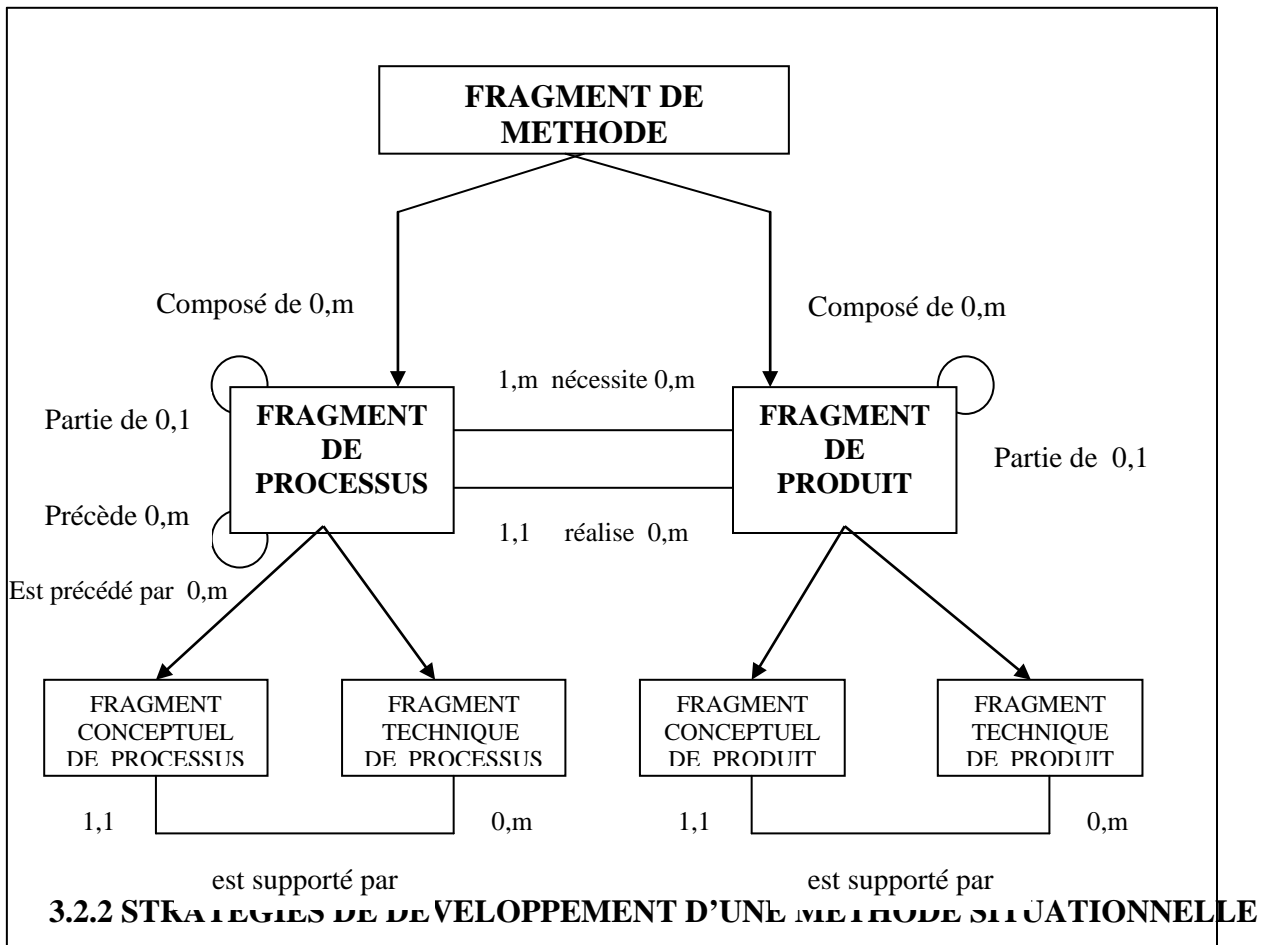 FRAGMENT DE
METHODE
Composé de 0,m
Composé de 0,m
1,m nécessite 0,m
Partie de 0,1
FRAGMENT
DE
PROCESSUS
FRAGMENT
DE
PRODUIT
Partie de 0,1
Précède 0,m
1,1 réalise 0,m
Est précédé par 0,m
FRAGMENT
CONCEPTUEL
DE PROCESSUS
FRAGMENT
TECHNIQUE
DE PROCESSUS
FRAGMENT
CONCEPTUEL
DE PRODUIT
FRAGMENT
TECHNIQUE
DE PRODUIT
1,1
0,m
1,1
0,m
est supporté par
est supporté par
3.2.2 STRATEGIES DE DEVELOPPEMENT D’UNE METHODE SITUATIONNELLE